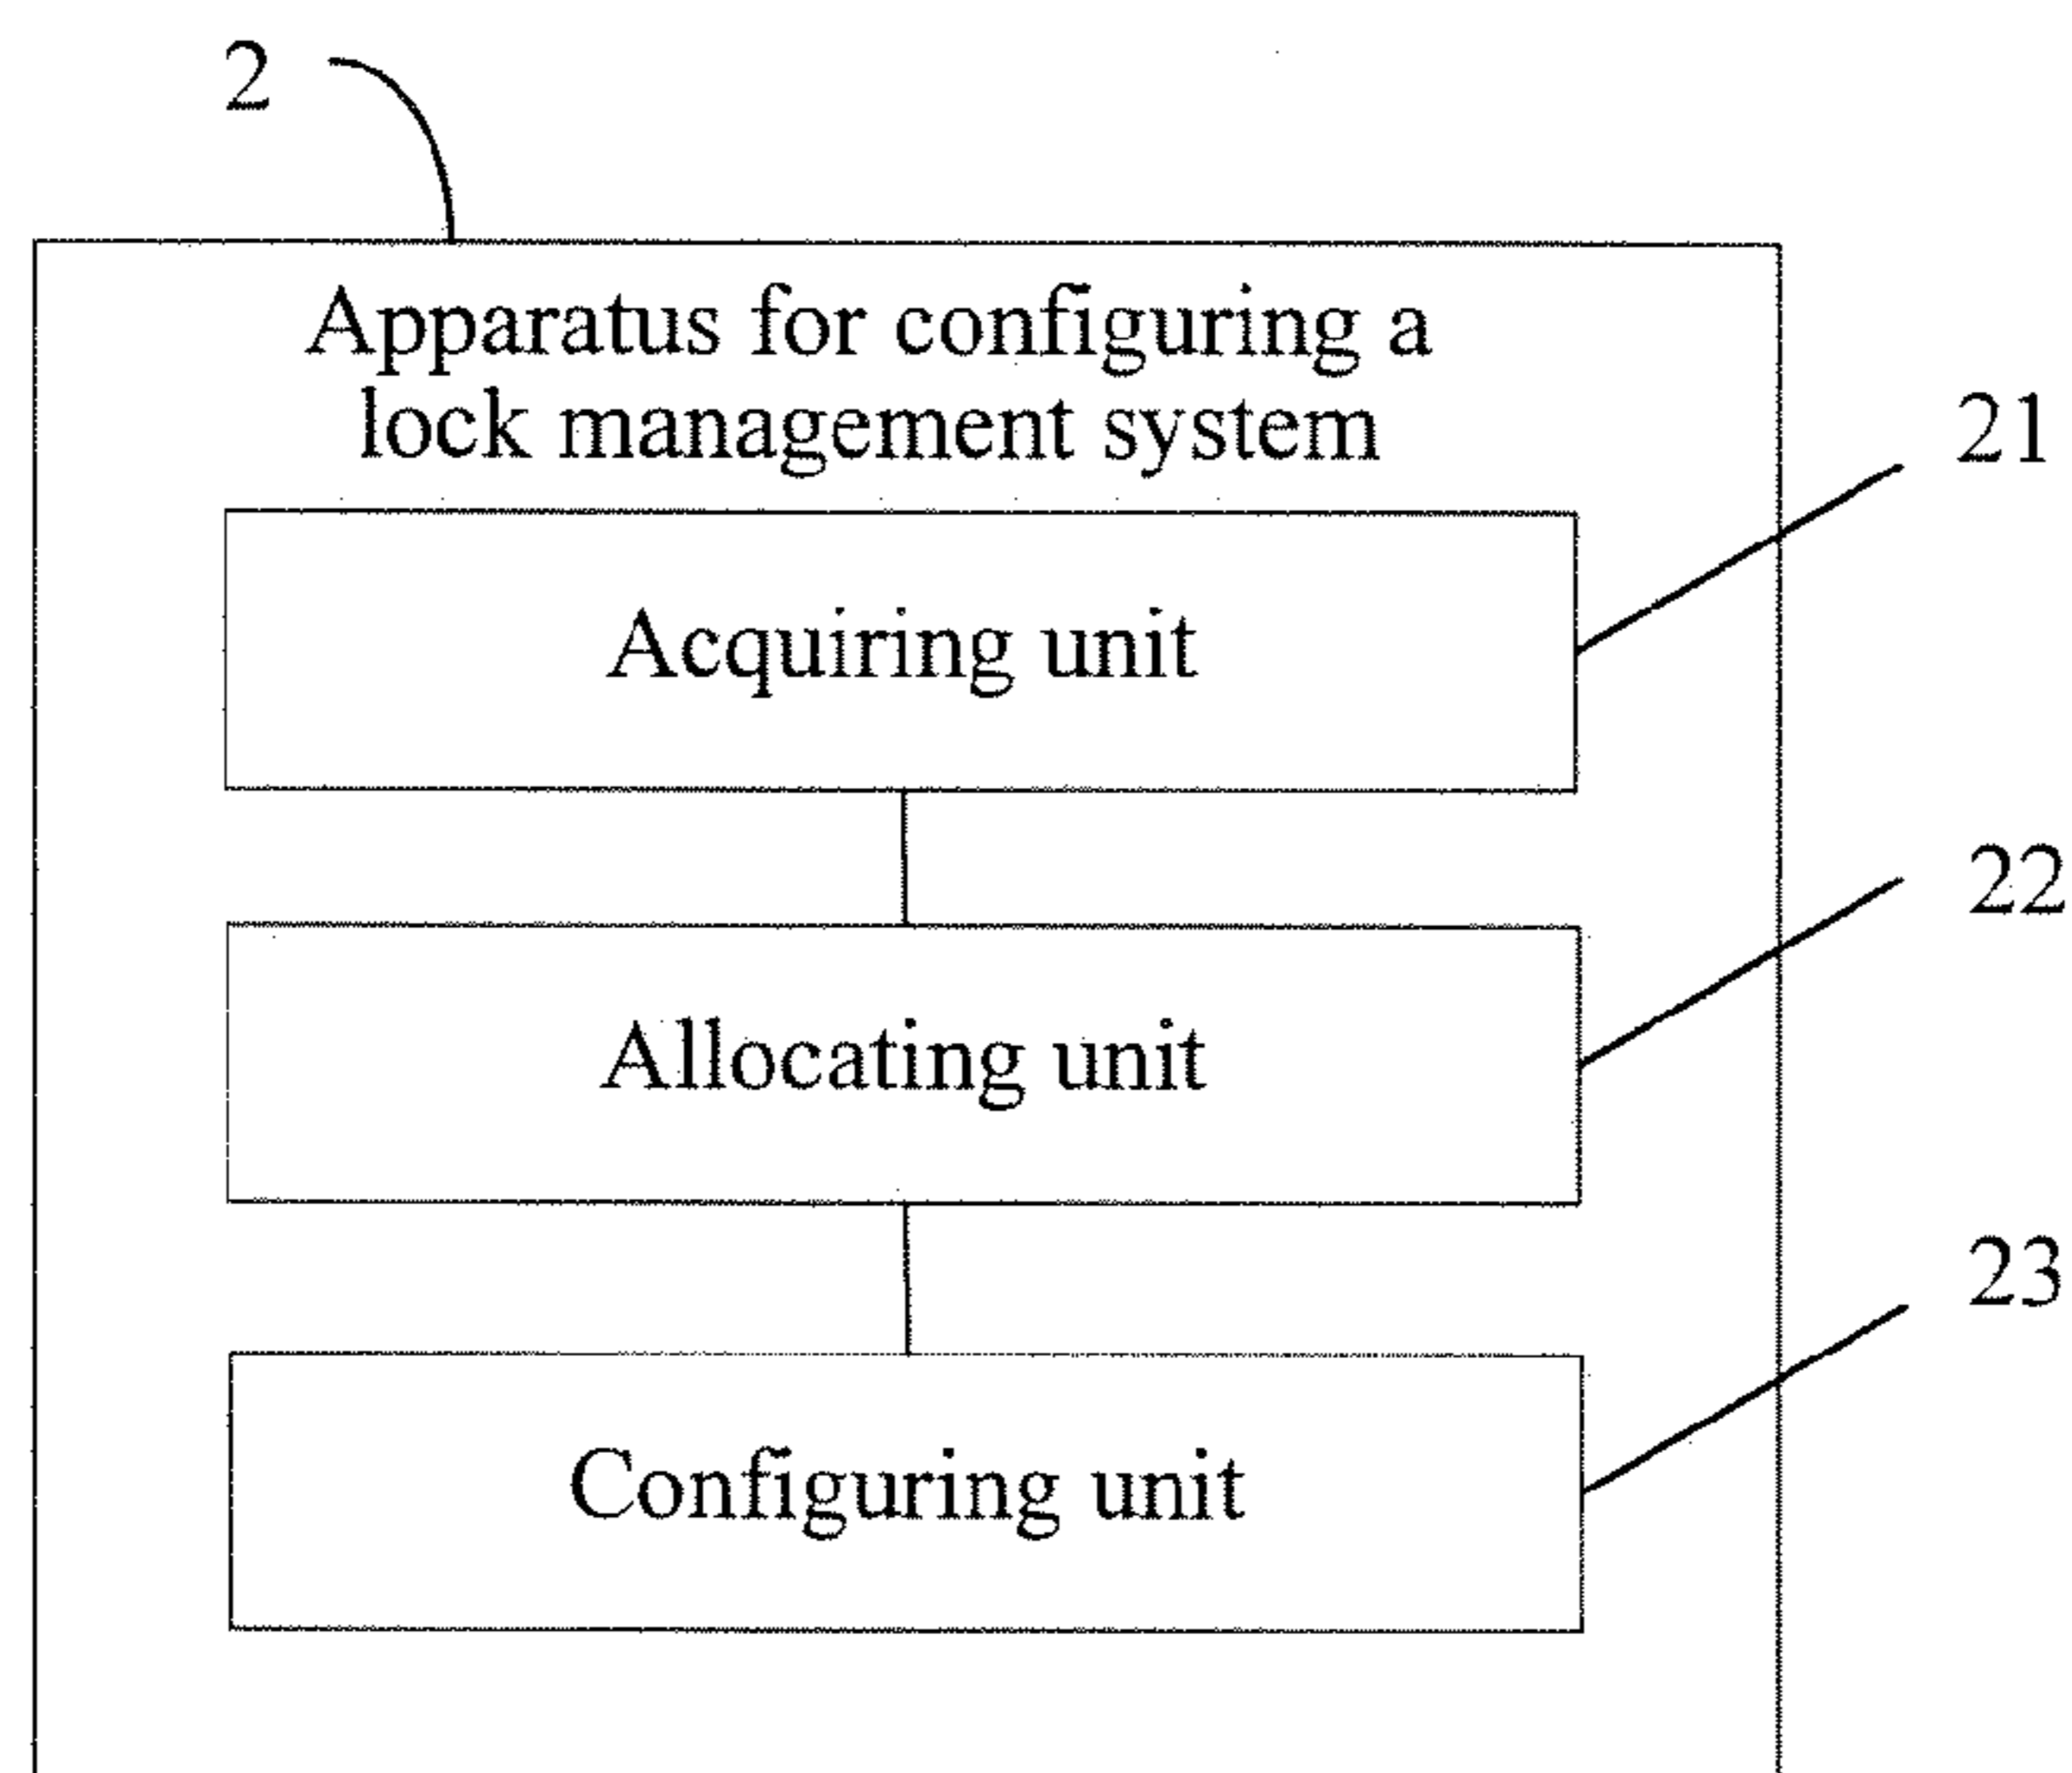 2
Apparatus for configuring a
lock management system
21
Acquiring unit
22
Allocating unit
23
Configuring unit